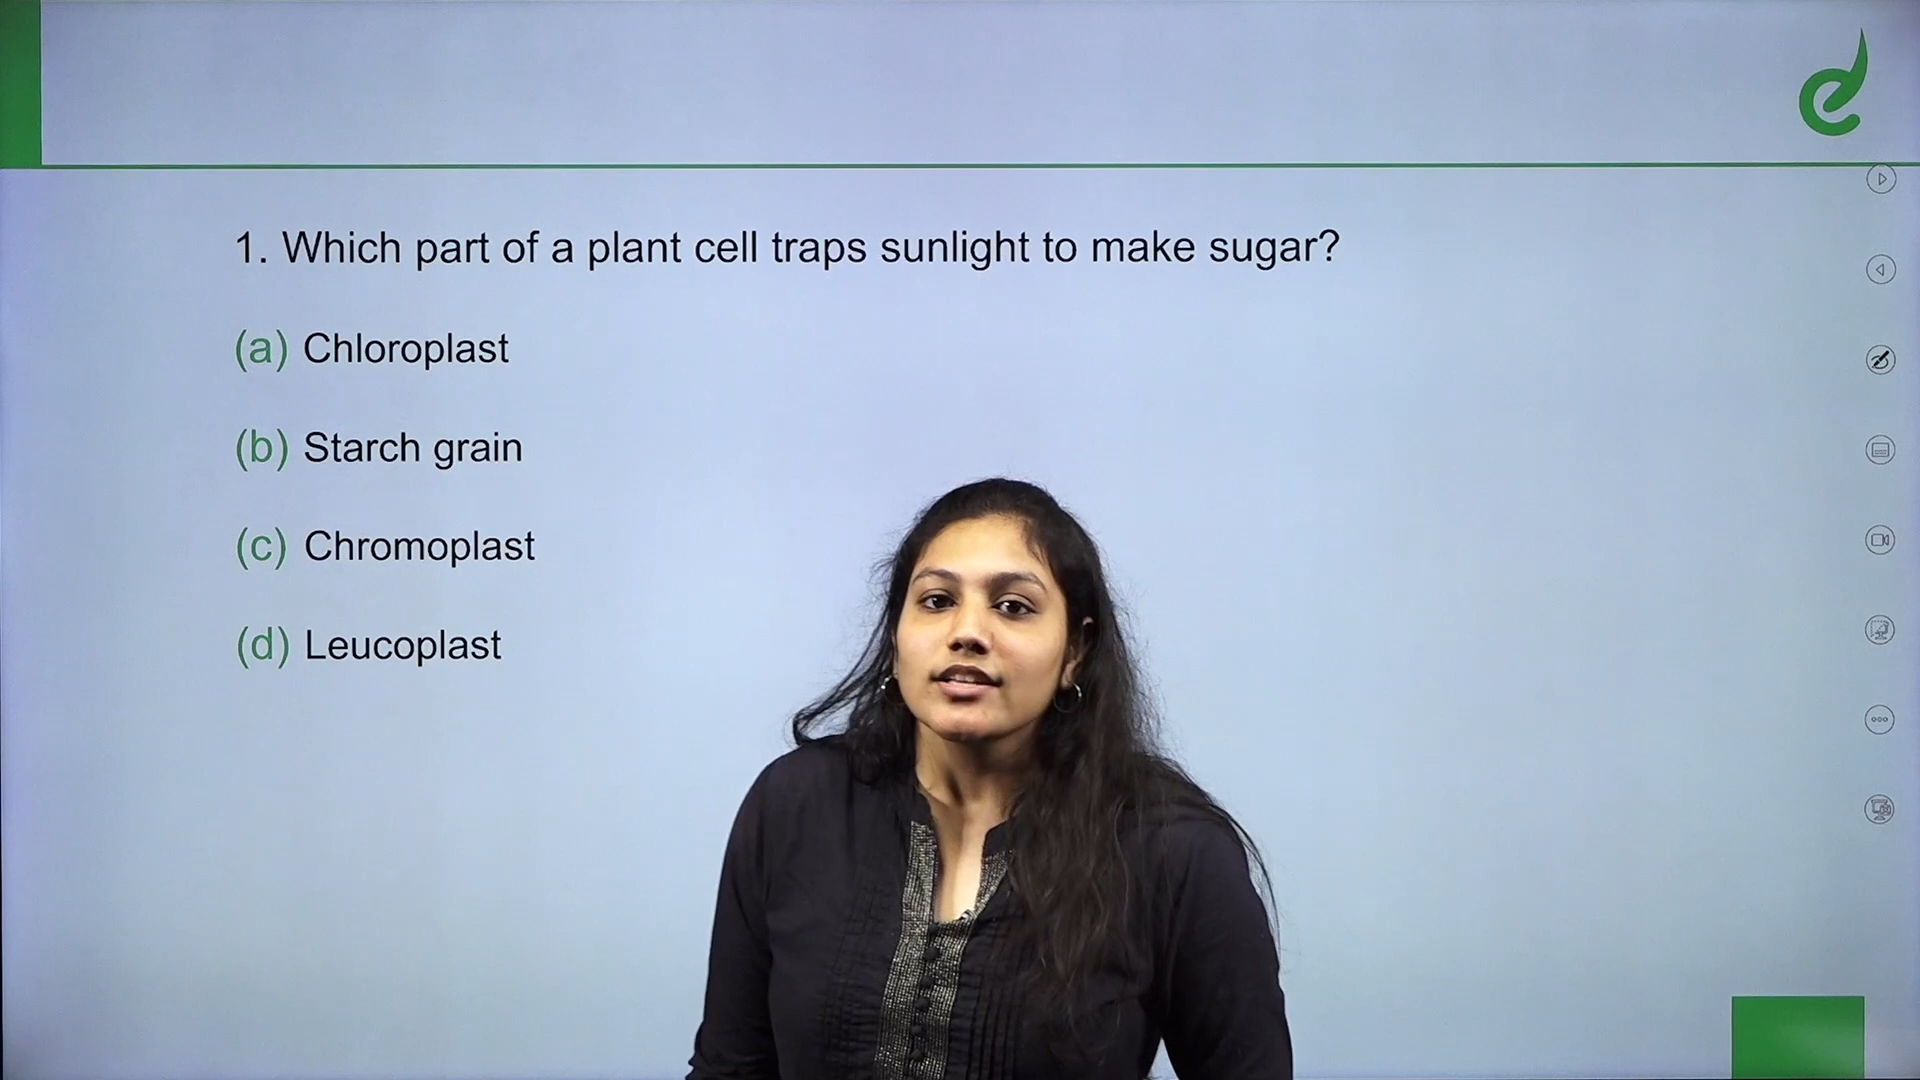 1. Which part of a plant cell traps sunlight to make sugar?
(a) Chloroplast
(b) Starch grain
(c) Chromoplast
(d) Leucoplast